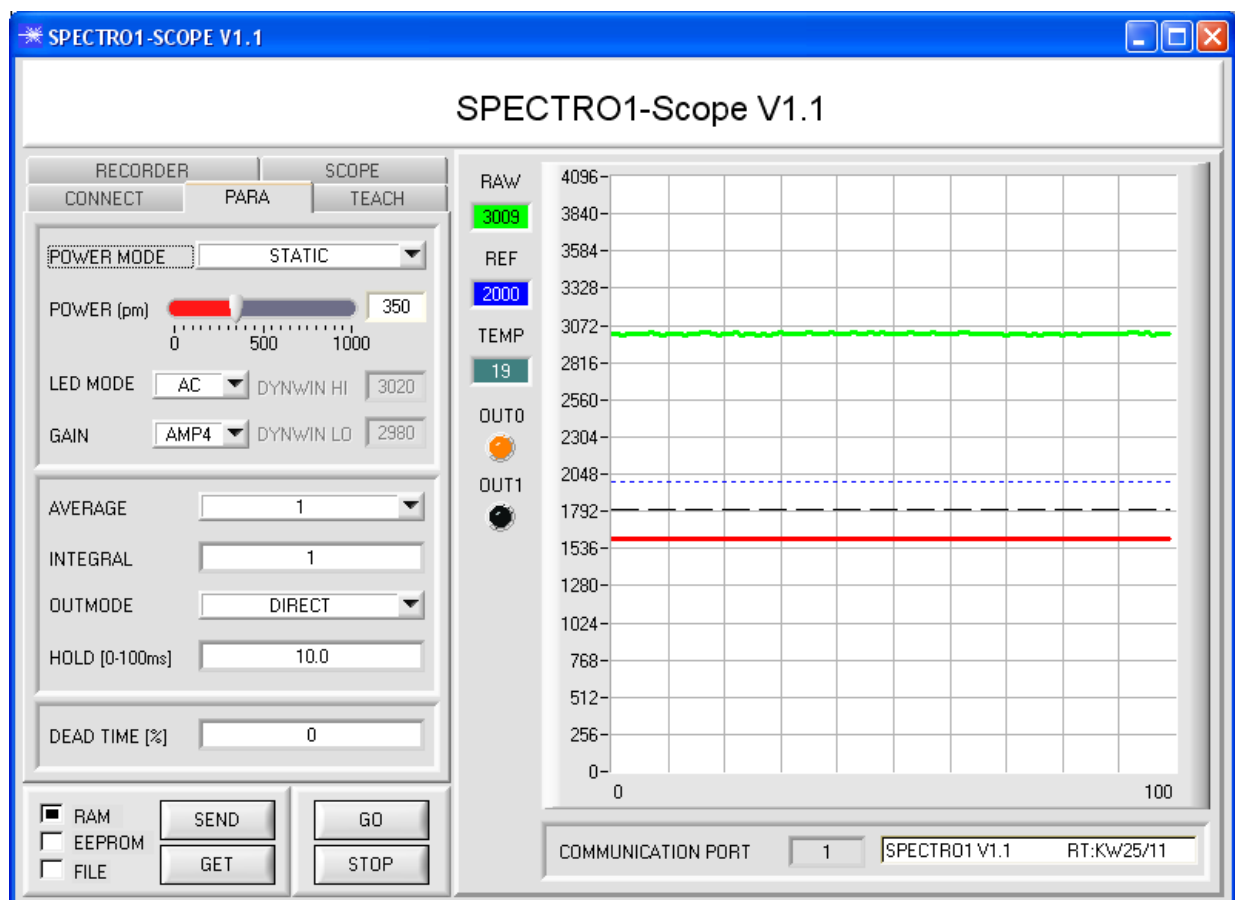 SPECTRO1-SCOPE V1.1
SPECTRO1-Scope V1.1
RECORDER SCOPE
CONNECT PARA TEACH
POWER MODE STATIC
POWER (pm) 350
0 500 1000
LED MODE AC DYNWIN HI 3020
GAIN AMP4 DYNWIN LO 2980
AVERAGE 1
INTEGRAL 1
OUTMODE DIRECT
HOLD [0-100ms] 10.0
DEAD TIME [%] 0
RAM
EEPROM
FILE
SEND
GET
GO
STOP
RAW
3009
REF
2000
TEMP
19
OUT0
OUT1
4096
3840
3584
3328
3072
2816
2560
2304
2048
1792
1536
1280
1024
768
512
256
0
0 100
COMMUNICATION PORT 1 SPECTRO1 V1.1 RT:KW25/11